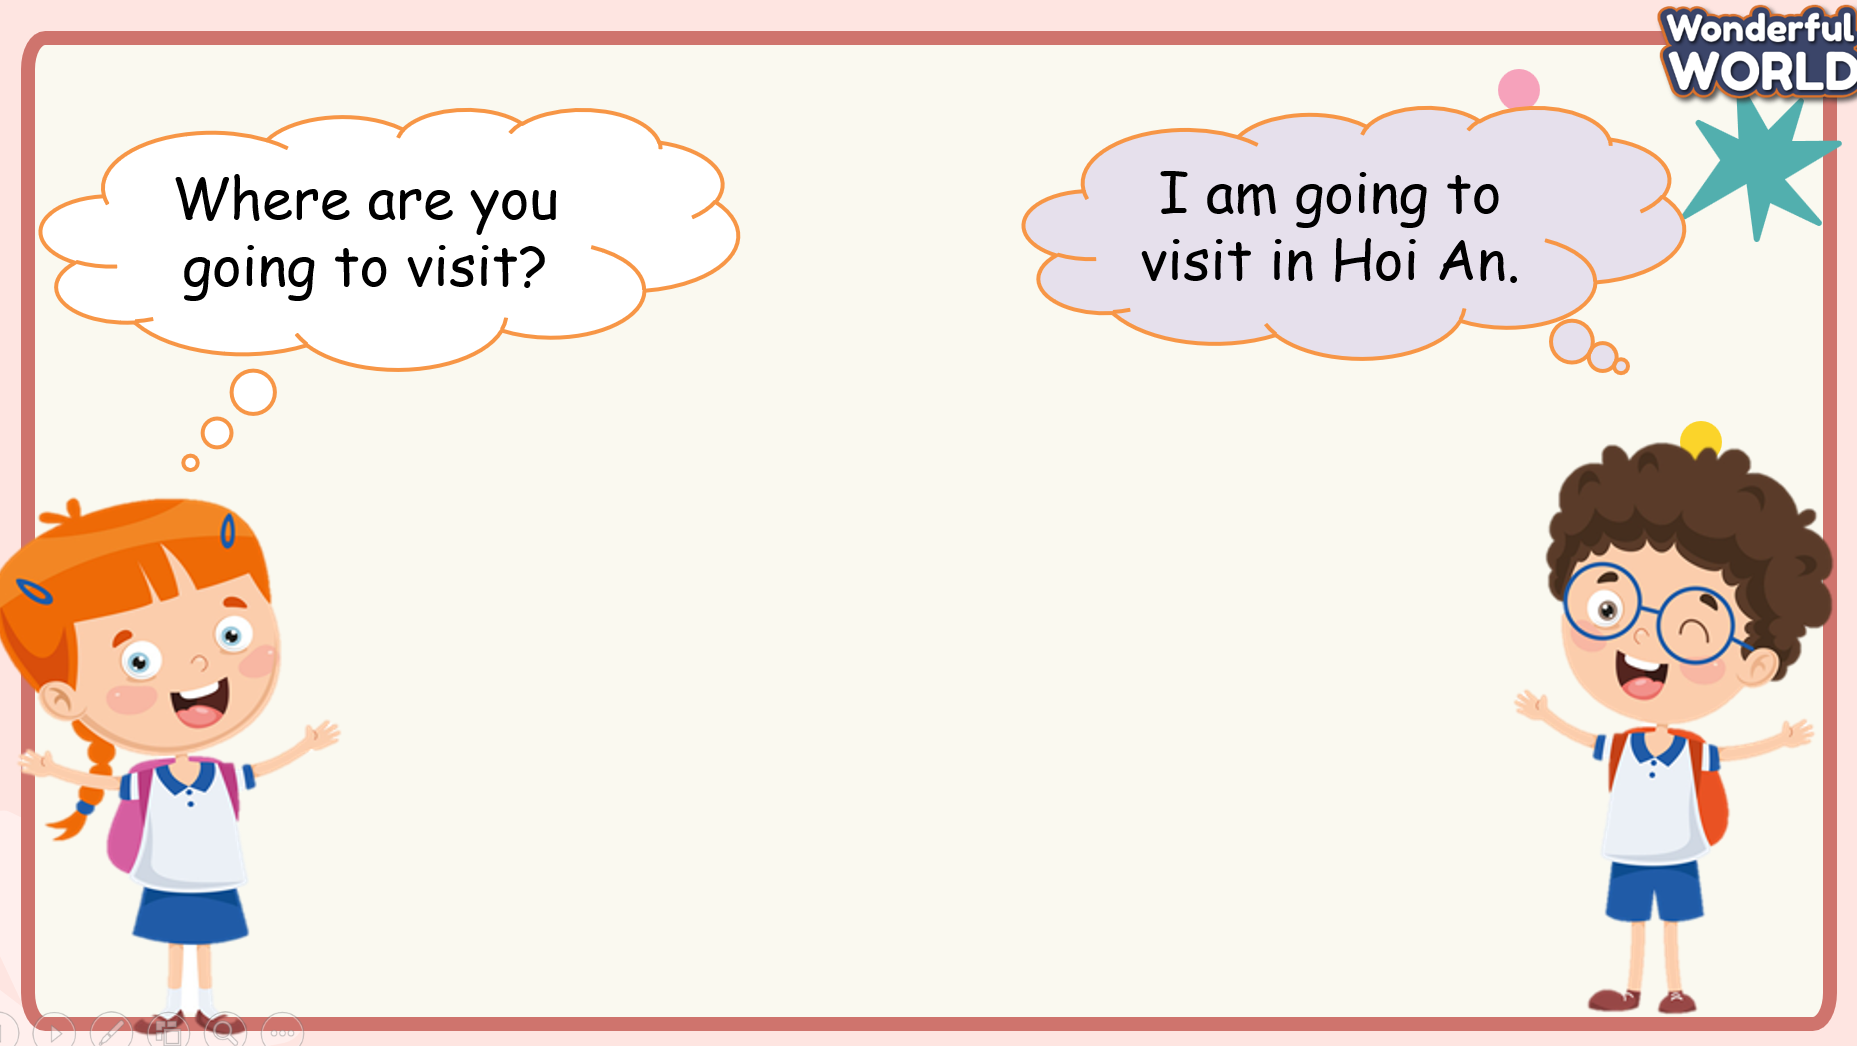 Wonderful
WORLD
Where are you
going to visit?
I am going to
visit in Hoi An.